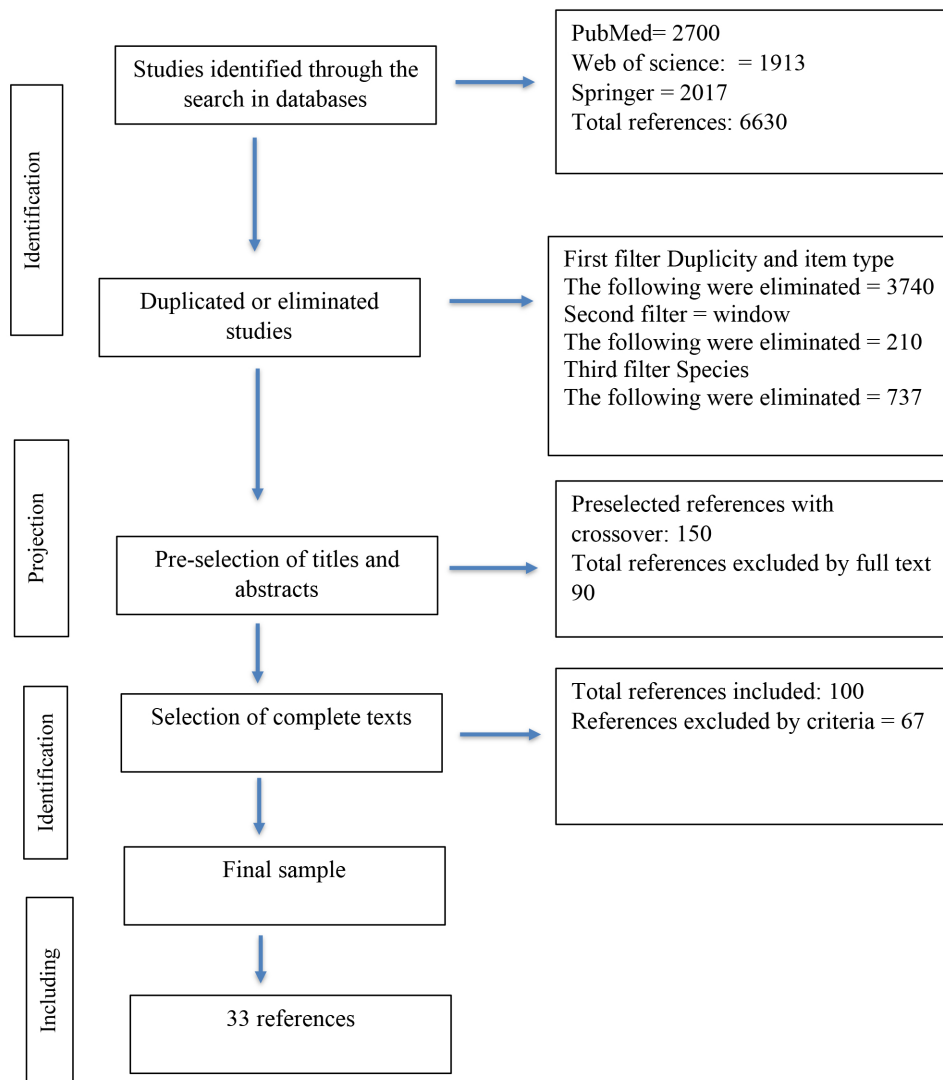 Studies identified through the
search in databases
PubMed= 2700
Web of science:  = 1913
Springer = 2017
Total references: 6630
Identification
Duplicated or eliminated
studies
First filter Duplicity and item type
The following were eliminated = 3740
Second filter = window
The following were eliminated = 210
Third filter Species
The following were eliminated = 737
Projection
Pre-selection of titles and
abstracts
Preselected references with
crossover: 150
Total references excluded by full text
90
Identification
Selection of complete texts
Total references included: 100
References excluded by criteria = 67
Final sample
Including
33 references